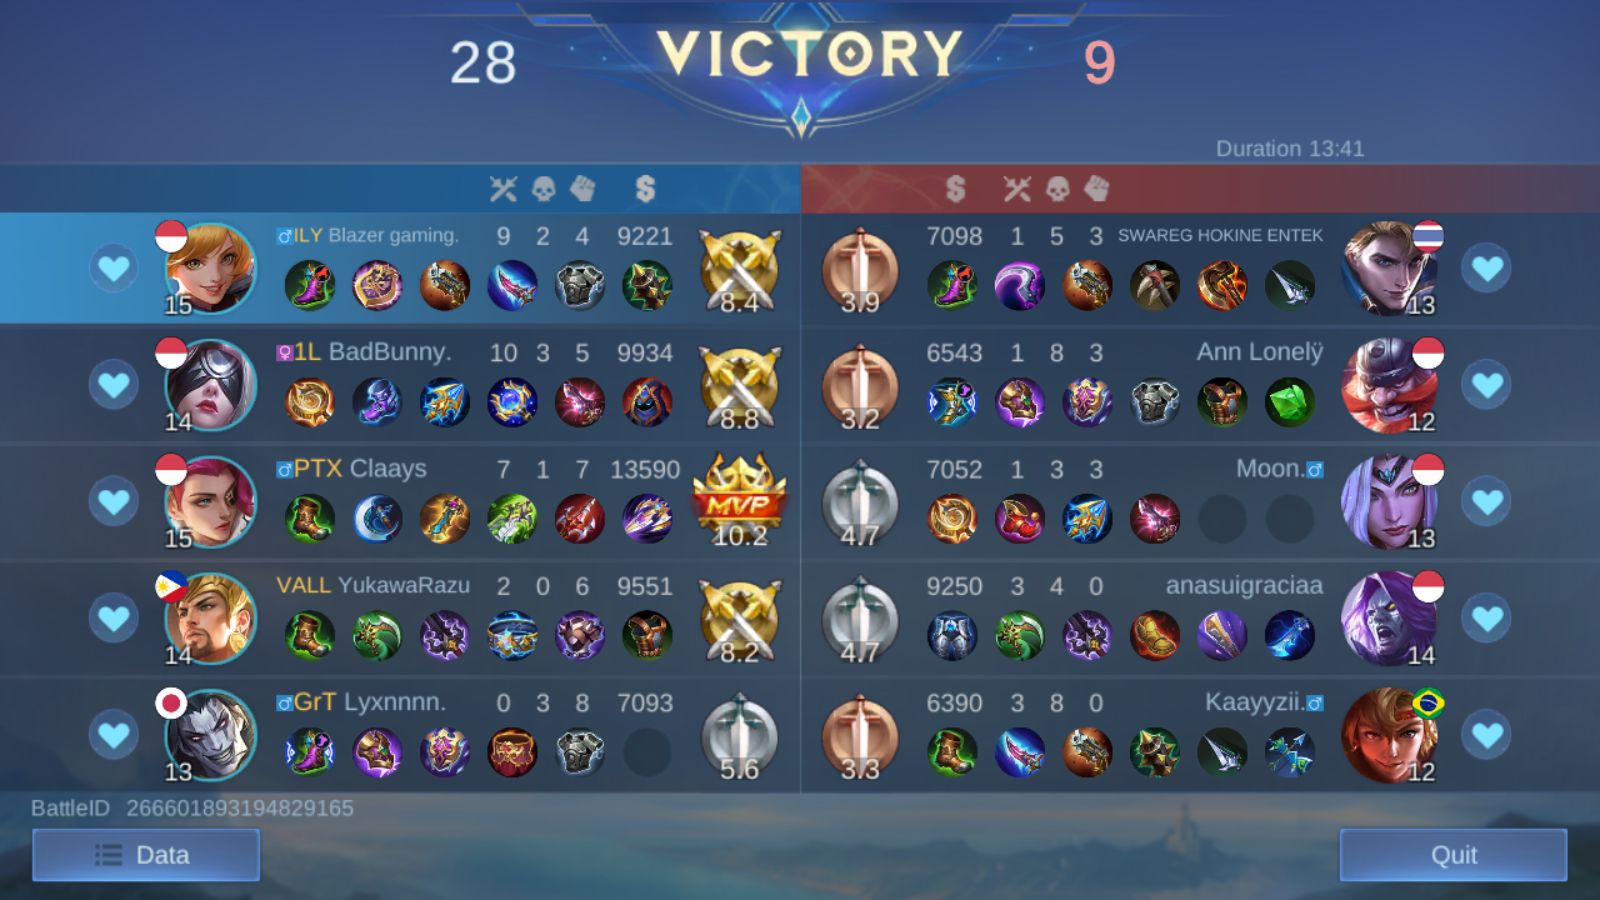 28 VICTORY 9
Duration 13:41
ILY Blazer gaming. 9 2 4 9221
15 8.4
7098 1 5 3 SWAREG HOKINE ENTEK
3.9 13
1L BadBunny. 10 3 5 9934
14 8.8
6543 1 8 3 Ann Lonelÿ
3.2 12
PTX Claays 7 1 7 13590
MVP
15 10.2
7052 1 3 3 Moon.
4.7 13
VALL YukawaRazu 2 0 6 9551
14 8.2
9250 3 4 0 anasuigraciaa
4.7 14
GrT Lyxnnnn. 0 3 8 7093
13 5.6
6390 3 8 0 Kaayyzii.
3.3 12
BattleID 266601893194829165
Data
Quit